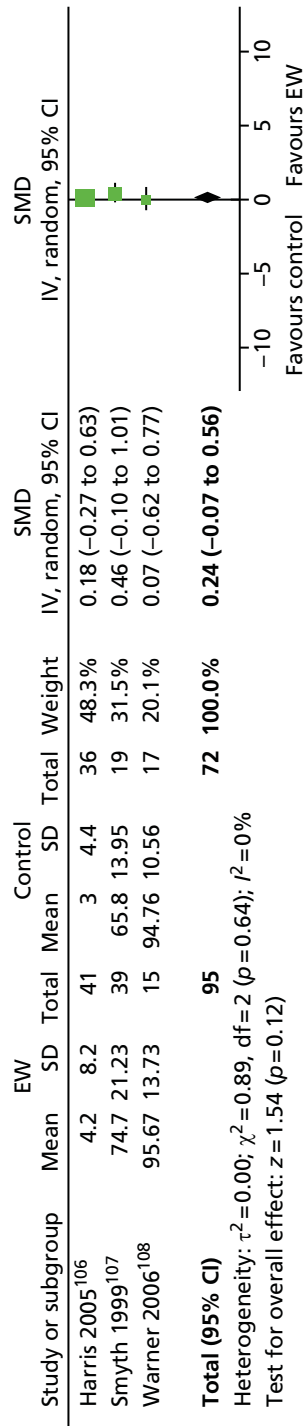 EW Control SMD SMD
Study or subgroup Mean SD Total Mean SD Total Weight IV, random, 95% CI IV, random, 95% CI
Harris 2005106 4.2 8.2 41 3 4.4 36 48.3% 0.18 (−0.27 to 0.63)
Smyth 1999107 74.7 21.23 39 65.8 13.95 19 31.5% 0.46 (−0.10 to 1.01)
Warner 2006108 95.67 13.73 15 94.76 10.56 17 20.1% 0.07 (−0.62 to 0.77)
Total (95% CI) 95 72 100.0% 0.24 (−0.07 to 0.56)
Heterogeneity: τ2=0.00; χ2=0.89, df=2 (p=0.64); I2=0%
Test for overall effect: z=1.54 (p=0.12)
−10 −5 0 5 10
Favours control Favours EW